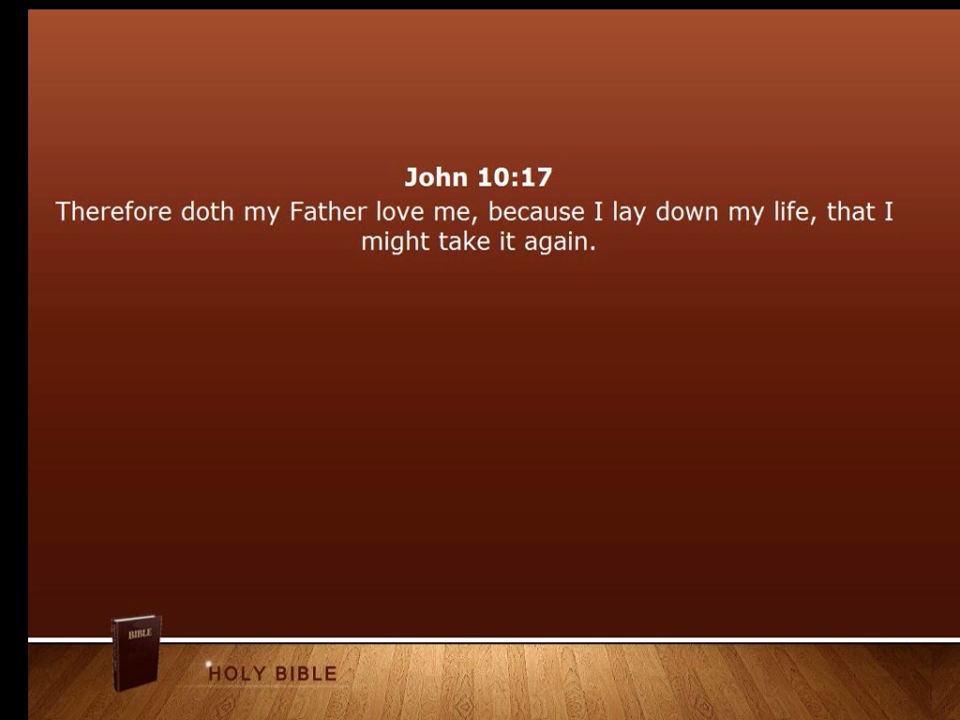 John 10:17
Therefore doth my Father love me, because I lay down my life, that I
might take it again.
BIBLE
HOLY BIBLE